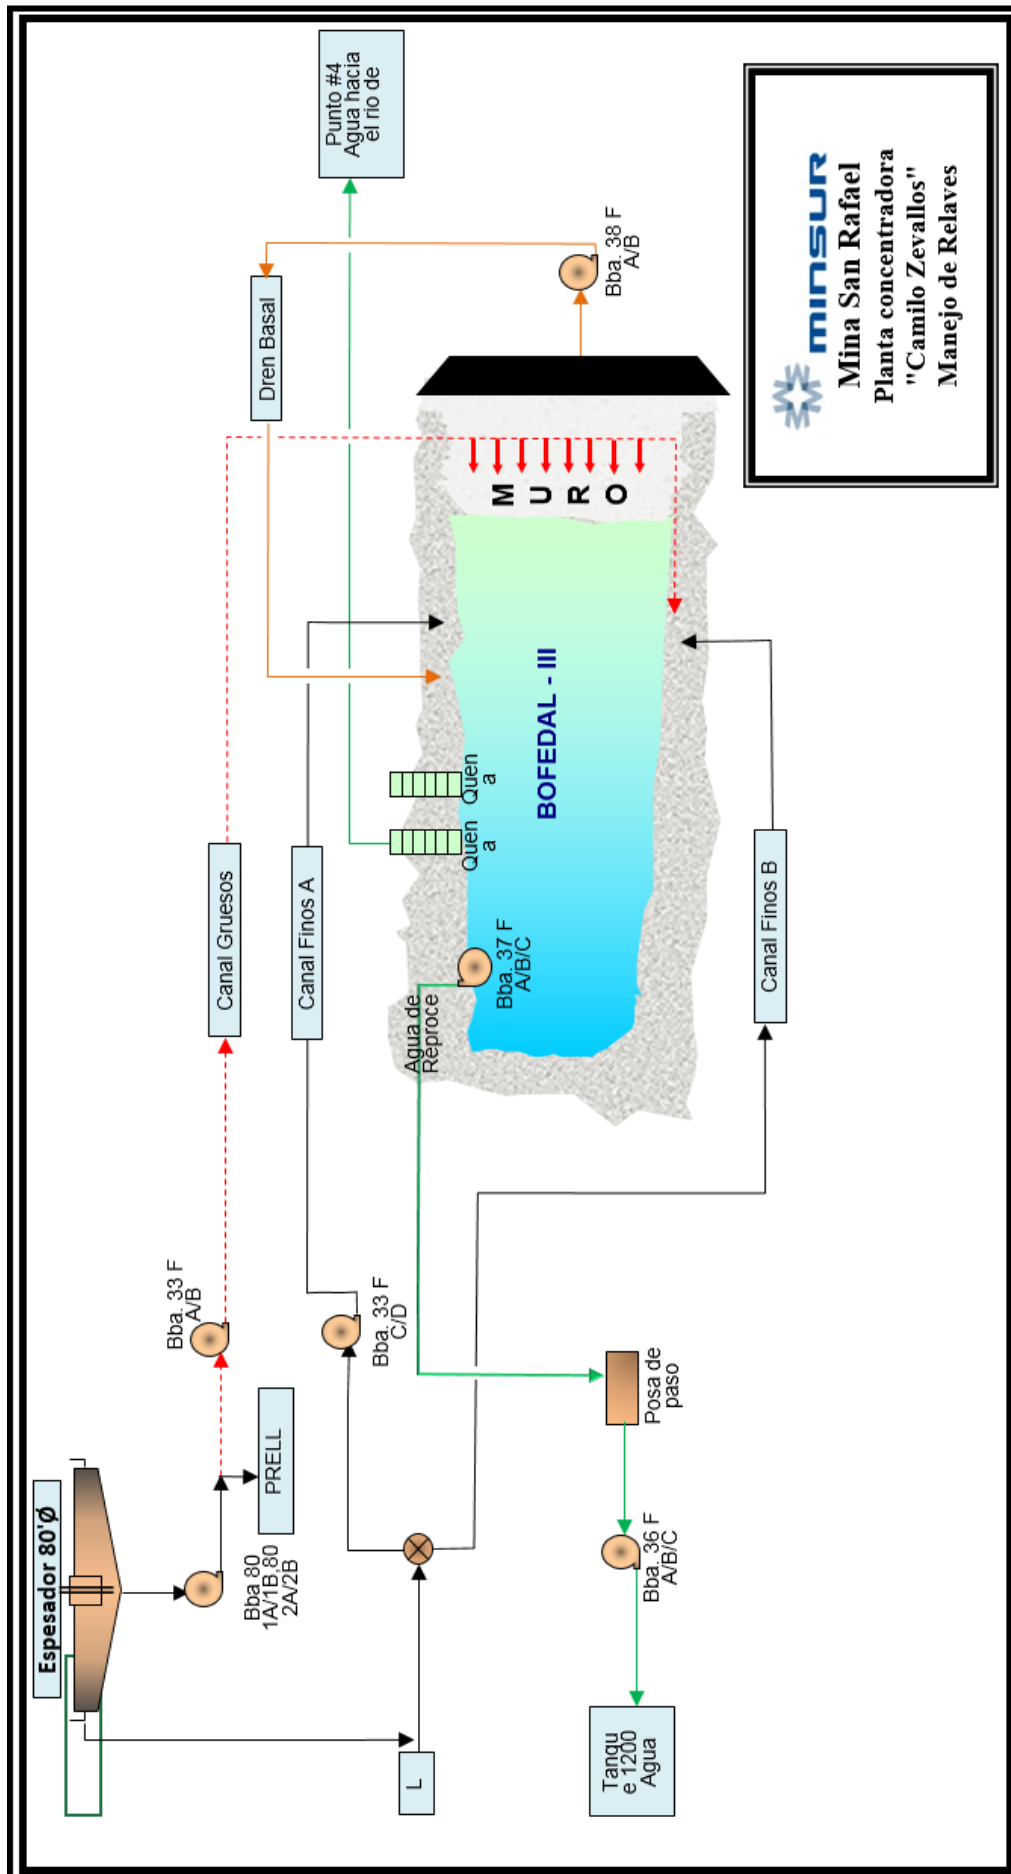 Espesador 80'Ø
Bba 80
1A/1B,80
2A/2B
PRELL
Bba. 33 F
A/B
Canal Gruesos
Dren Basal
Punto #4
Agua hacia
el rio de
L
Bba. 33 F
C/D
Canal Finos A
Agua de
Reproce
Quen
a
Quen
a
Bba. 38 F
A/B
Bba. 37 F
A/B/C
BOFEDAL - III
M
U
R
O
Tanqu
e 1200
Agua
Bba. 36 F
A/B/C
Posa de
paso
Canal Finos B
MINSUR
Mina San Rafael
Planta concentradora
"Camilo Zevallos"
Manejo de Relaves